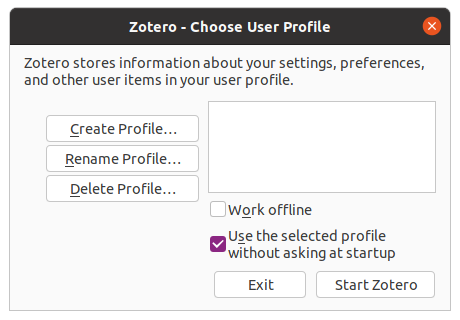 Zotero - Choose User Profile
Zotero stores information about your settings, preferences,
and other user items in your user profile.
Create Profile...
Rename Profile...
Delete Profile...
Work offline
Use the selected profile
without asking at startup
Exit
Start Zotero